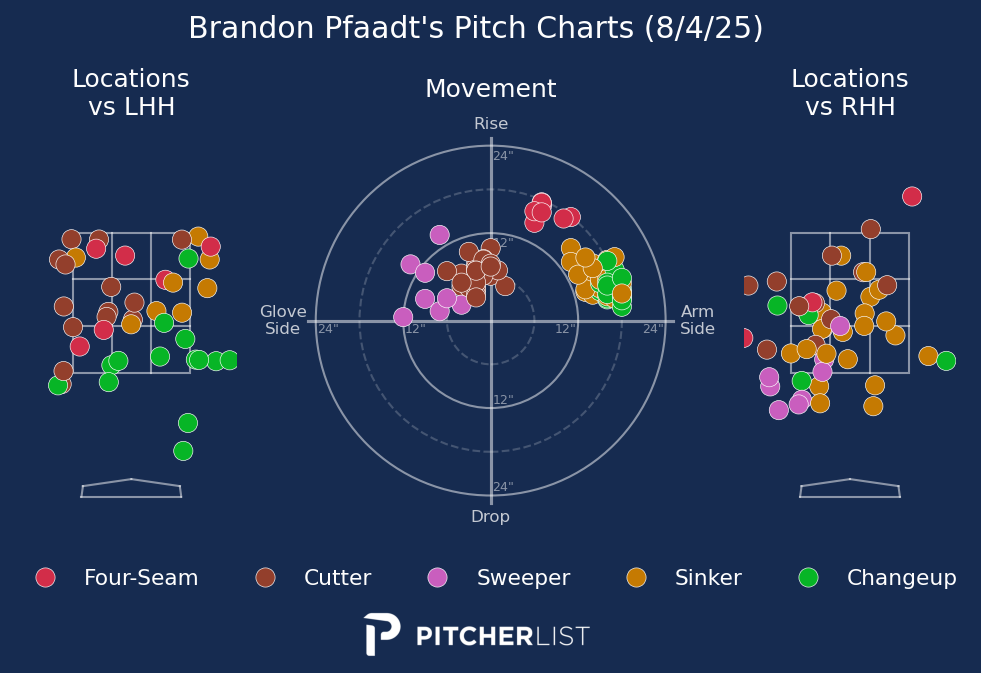 Brandon Pfaadt's Pitch Charts (8/4/25)
Locations
vs LHH
Movement
Locations
vs RHH
Rise
24"
12"
Glove
Side
24"
12"
12"
24"
Arm
Side
12"
24"
Drop
Four-Seam
Cutter
Sweeper
Sinker
Changeup
PITCHERLIST